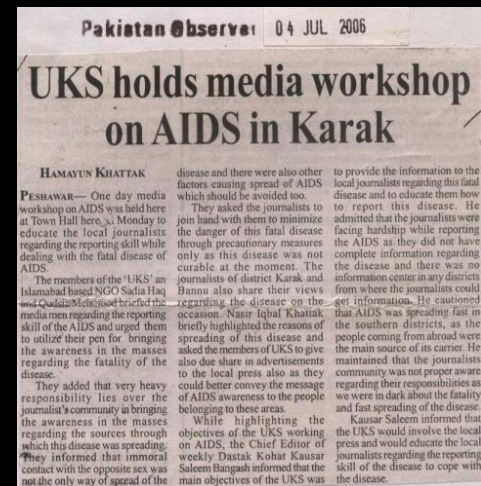 Pakistan Observer 04 JUL 2006
UKS holds media workshop
on AIDS in Karak
HAMAYUN KHATTAK
PESHAWAR— One day media
workshop on AIDS was held here
at Town Hall here on Monday to
educate the local journalists
regarding the reporting skill while
dealing with the fatal disease of
AIDS.
The members of the 'UKS' an
Islamabad based NGO Sadia Haq
and Qudsia Mehmood briefed the
media men regarding the reporting
skill of the AIDS and urged them
to utilize their pen for bringing
the awareness in the masses
regarding the fatality of the
disease.
They added that very heavy
responsibility lies over the
journalist's community in bringing
the awareness in the masses
regarding the sources through
which this disease was spreading.
They informed that immoral
contact with the opposite sex was
not the only way of spread of the
disease and there were also other
factors causing spread of AIDS
which should be avoided too.
They asked the journalists to
join hand with them to minimize
the danger of this fatal disease
through precautionary measures
only as this disease was not
curable at the moment. The
journalists of district Karak and
Bannu also share their views
regarding the disease on the
occasion. Nasir Iqbal Khattak
briefly highlighted the reasons of
spreading of this disease and
asked the members of UKS to give
also due share in advertisements
to the local press also as they
could better convey the message
of AIDS awareness to the people
belonging to these areas.
While highlighting the
objectives of the UKS working
on AIDS, the Chief Editor of
weekly Dastak Kohat Kausar
Saleem Bangash informed that the
main objectives of the UKS was
to provide the information to the
local journalists regarding this fatal
disease and to educate them how
to report this disease. He
admitted that the journalists were
facing hardship while reporting
the AIDS as they did not have
complete information regarding
the disease and there was no
information center in any districts
from where the journalists could
get information. He cautioned
that AIDS was spreading fast in
the southern districts, as the
people coming from abroad were
the main source of its carrier. He
maintained that the journalists
community was not proper aware
regarding their responsibilities as
we were in dark about the fatality
and fast spreading of the disease.
Kausar Saleem informed that
the UKS would involve the local
press and would educate the local
journalists regarding the reporting
skill of the disease to cope with
the disease.